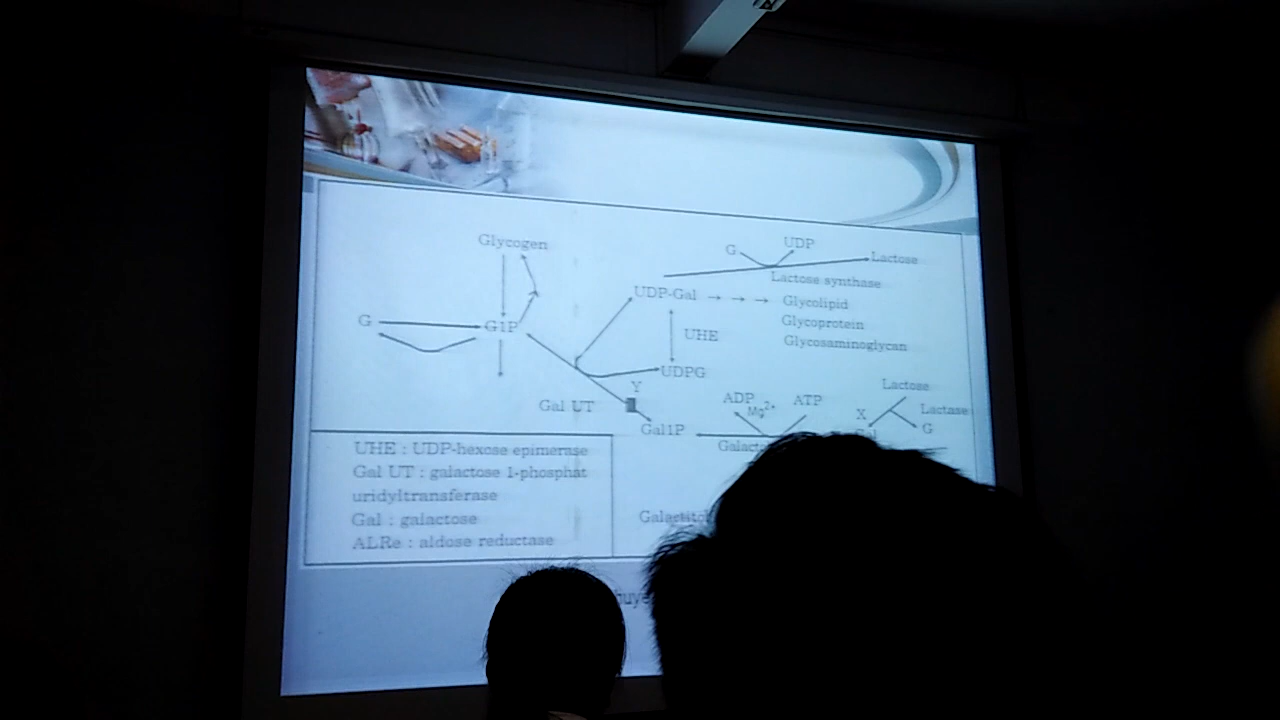 Glycogen
G
UDP
Lactose
Lactose synthase
UDP-Gal
Glycolipid
Glycoprotein
Glycosaminoglycan
G
G1P
UHE
UDPG
Y
Gal UT
Gal1P
ADP
Mg2+
ATP
Lactose
X
Lactase
Gal
G
UHE : UDP-hexose epimerase
Gal UT : galactose 1-phosphat
uridyltransferase
Gal : galactose
ALRe : aldose reductase